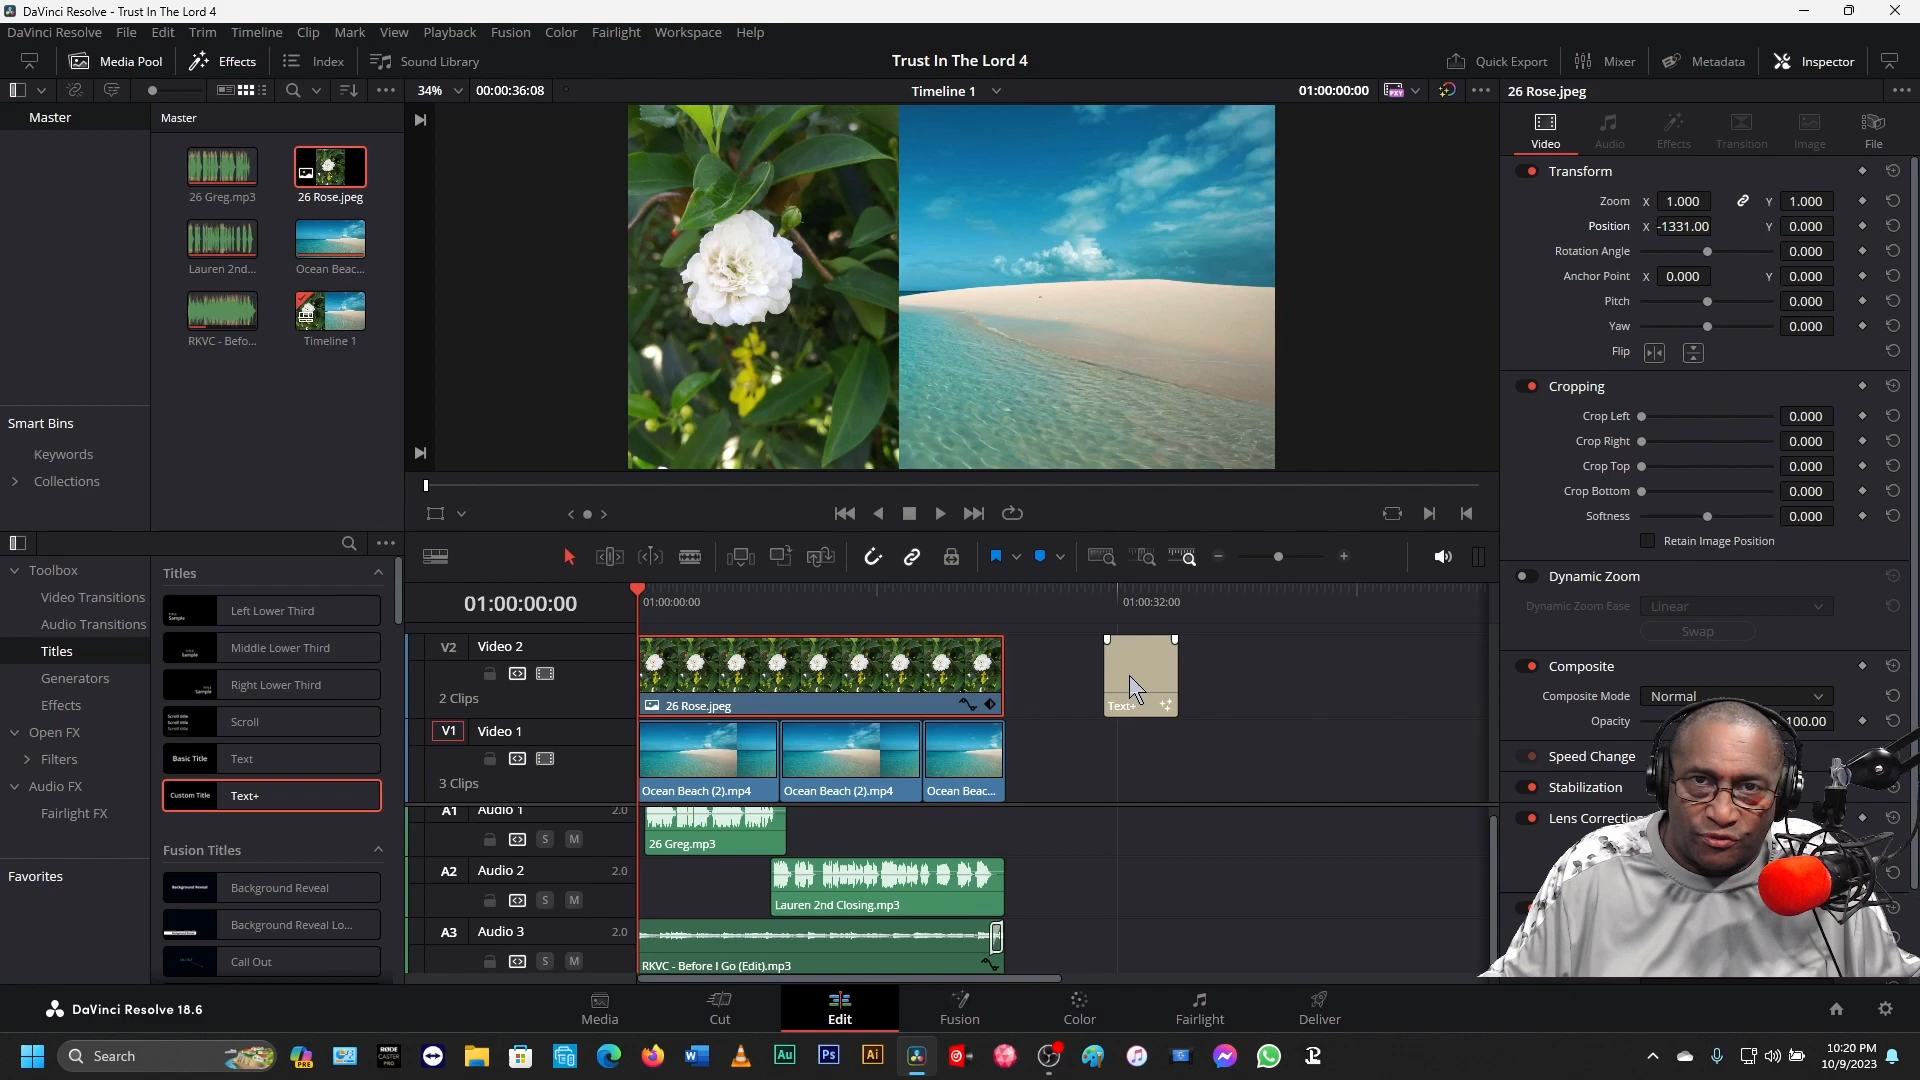 DaVinci Resolve - Trust In The Lord 4
DaVinci Resolve File Edit Trim Timeline Clip Mark View Playback Fusion Color Fairlight Workspace Help
Media Pool Effects Index Sound Library Trust In The Lord 4 Quick Export Mixer Metadata Inspector
34% 00:00:36:08 Timeline 1 01:00:00:00 26 Rose.jpeg
Master Master
Video Audio Effects Transition Image File
26 Greg.mp3 26 Rose.jpeg
Lauren 2nd... Ocean Beac...
RKVC - Befo... Timeline 1
Smart Bins
Keywords
Collections
Transform
Zoom X 1.000 Y 1.000
Position X -1331.00 Y 0.000
Rotation Angle 0.000
Anchor Point X 0.000 Y 0.000
Pitch 0.000
Yaw 0.000
Flip
Cropping
Crop Left 0.000
Crop Right 0.000
Crop Top 0.000
Crop Bottom 0.000
Softness 0.000
Retain Image Position
Dynamic Zoom
Dynamic Zoom Ease Linear
Swap
Composite
Composite Mode Normal
Opacity 100.00
Speed Change
Stabilization
Lens Correction
Toolbox
Video Transitions
Audio Transitions
Titles
Generators
Effects
Open FX
Filters
Audio FX
Fairlight FX
Favorites
Titles
Left Lower Third
Middle Lower Third
Right Lower Third
Scroll
Basic Title Text
Custom Title Text+
Fusion Titles
Background Reveal Background Reveal
Background Reveal Lo...
Call Out
01:00:00:00 01:00:00:00 01:00:32:00
V2 Video 2
2 Clips
26 Rose.jpeg Text+
V1 Video 1
3 Clips
Ocean Beach (2).mp4 Ocean Beach (2).mp4 Ocean Beac...
A1 Audio 1 2.0
S M
26 Greg.mp3
A2 Audio 2 2.0
S M
Lauren 2nd Closing.mp3
A3 Audio 3 2.0
S M
RKVC - Before I Go (Edit).mp3
DaVinci Resolve 18.6 Media Cut Edit Fusion Color Fairlight Deliver
Search
PRE
RØDE
CASTER
PRO
Au Ps Ai
10:20 PM
10/9/2023